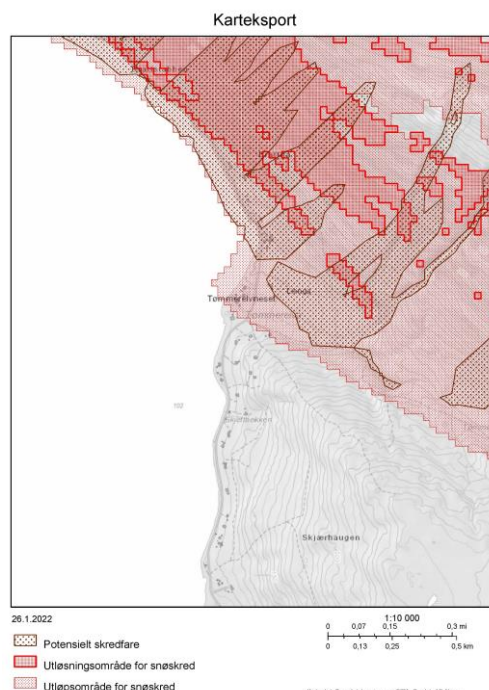 Karteksport
Tømmerelvneset
Skjærhaugen
26.1.2022
1:10 000
0 0,07 0,15 0,3 mi
0 0,13 0,25 0,5 km
Potensielt skredfare
Utløsningsområde for snøskred
Utløpsområde for snøskred